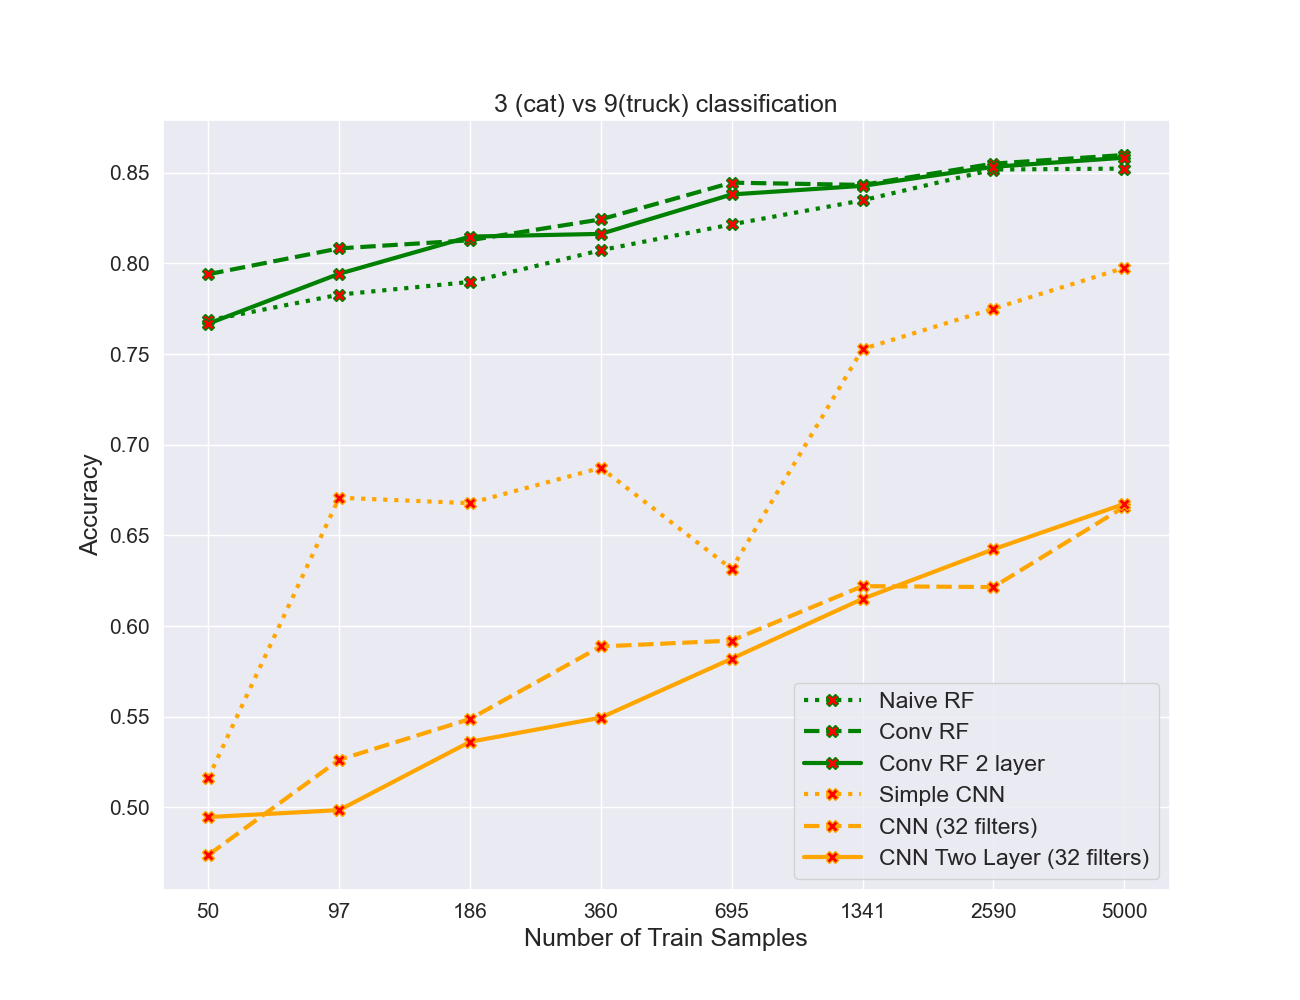 3 (cat) vs 9(truck) classification
Accuracy
0.85
0.80
0.75
0.70
0.65
0.60
0.55
0.50
Naive RF
Conv RF
Conv RF 2 layer
Simple CNN
CNN (32 filters)
CNN Two Layer (32 filters)
50 97 186 360 695 1341 2590 5000
Number of Train Samples